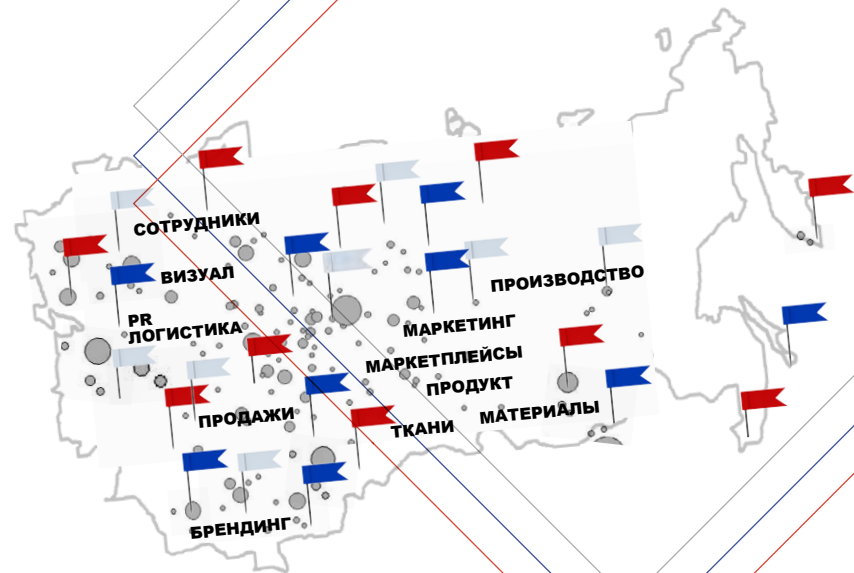 СОТРУДНИКИ
ВИЗУАЛ
ПРОИЗВОДСТВО
PR
ЛОГИСТИКА
МАРКЕТИНГ
МАРКЕТПЛЕЙСЫ
ПРОДУКТ
ПРОДАЖИ
МАТЕРИАЛЫ
ТКАНИ
БРЕНДИНГ